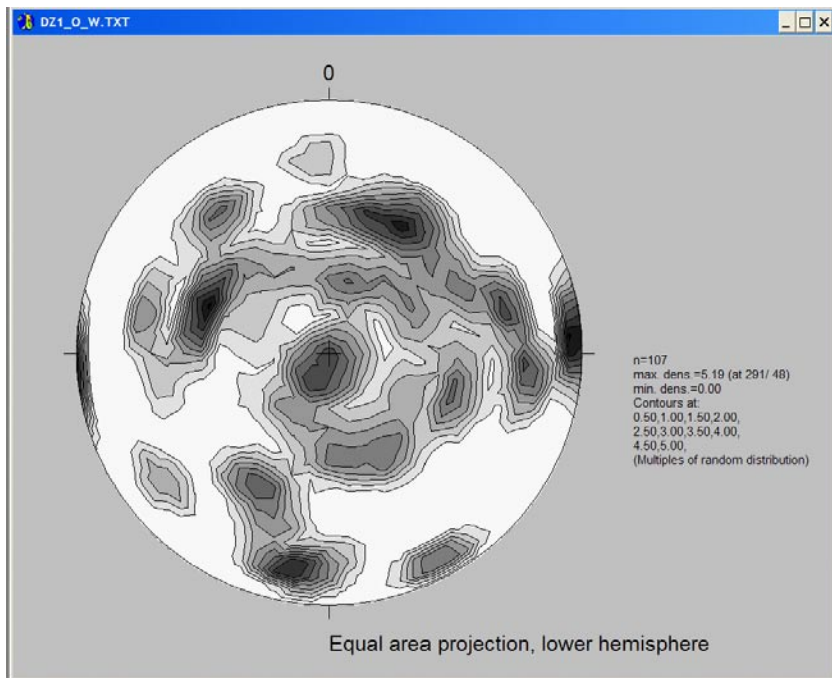 DZ1_O_W.TXT
0
n=107
max. dens.=5.19 (at 291/ 48)
min. dens.=0.00
Contours at:
0.50,1.00,1.50,2.00,
2.50,3.00,3.50,4.00,
4.50,5.00,
(Multiples of random distribution)
Equal area projection, lower hemisphere